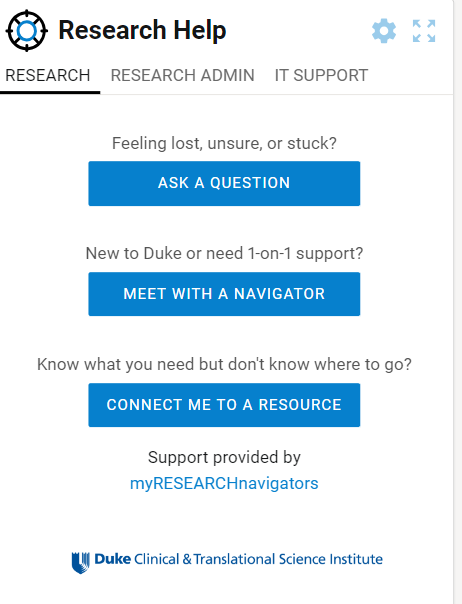 Research Help
RESEARCH RESEARCH ADMIN IT SUPPORT
Feeling lost, unsure, or stuck?
ASK A QUESTION
New to Duke or need 1-on-1 support?
MEET WITH A NAVIGATOR
Know what you need but don't know where to go?
CONNECT ME TO A RESOURCE
Support provided by
myRESEARCHnavigators
Duke Clinical & Translational Science Institute